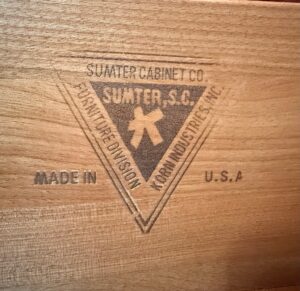 SUMTER CABINET CO.
SUMTER, S.C.
K
FURNITURE DIVISION
KORN INDUSTRIES, INC.
MADE IN U.S.A